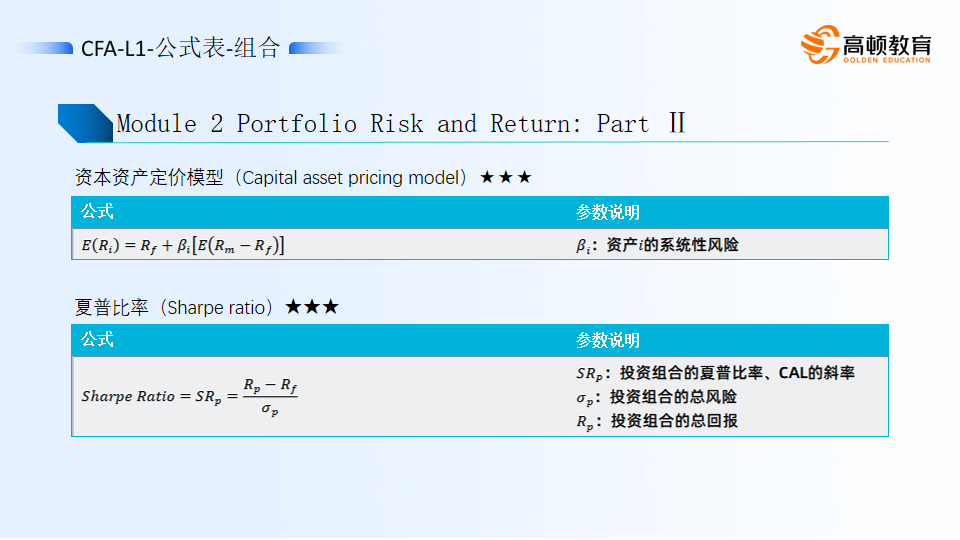 CFA-L1-公式表-组合
高顿教育
GOLDEN EDUCATION
Module 2 Portfolio Risk and Return: Part Ⅱ
资本资产定价模型（Capital asset pricing model）★★★
公式 参数说明
E(R_i) = R_f + β_i[E(R_m − R_f)] β_i：资产i的系统性风险
夏普比率（Sharpe ratio）★★★
公式 参数说明
Sharpe Ratio = SR_p = (R_p − R_f) / σ_p
SR_p：投资组合的夏普比率、CAL的斜率
σ_p：投资组合的总风险
R_p：投资组合的总回报